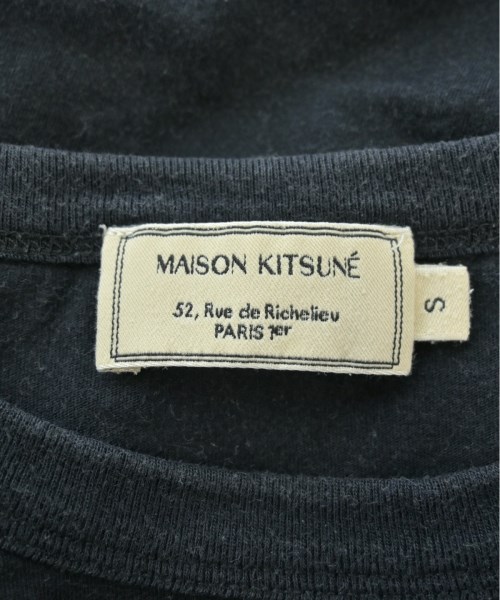 MAISON KITSUNÉ
52, Rue de Richelieu
PARIS 1er
S